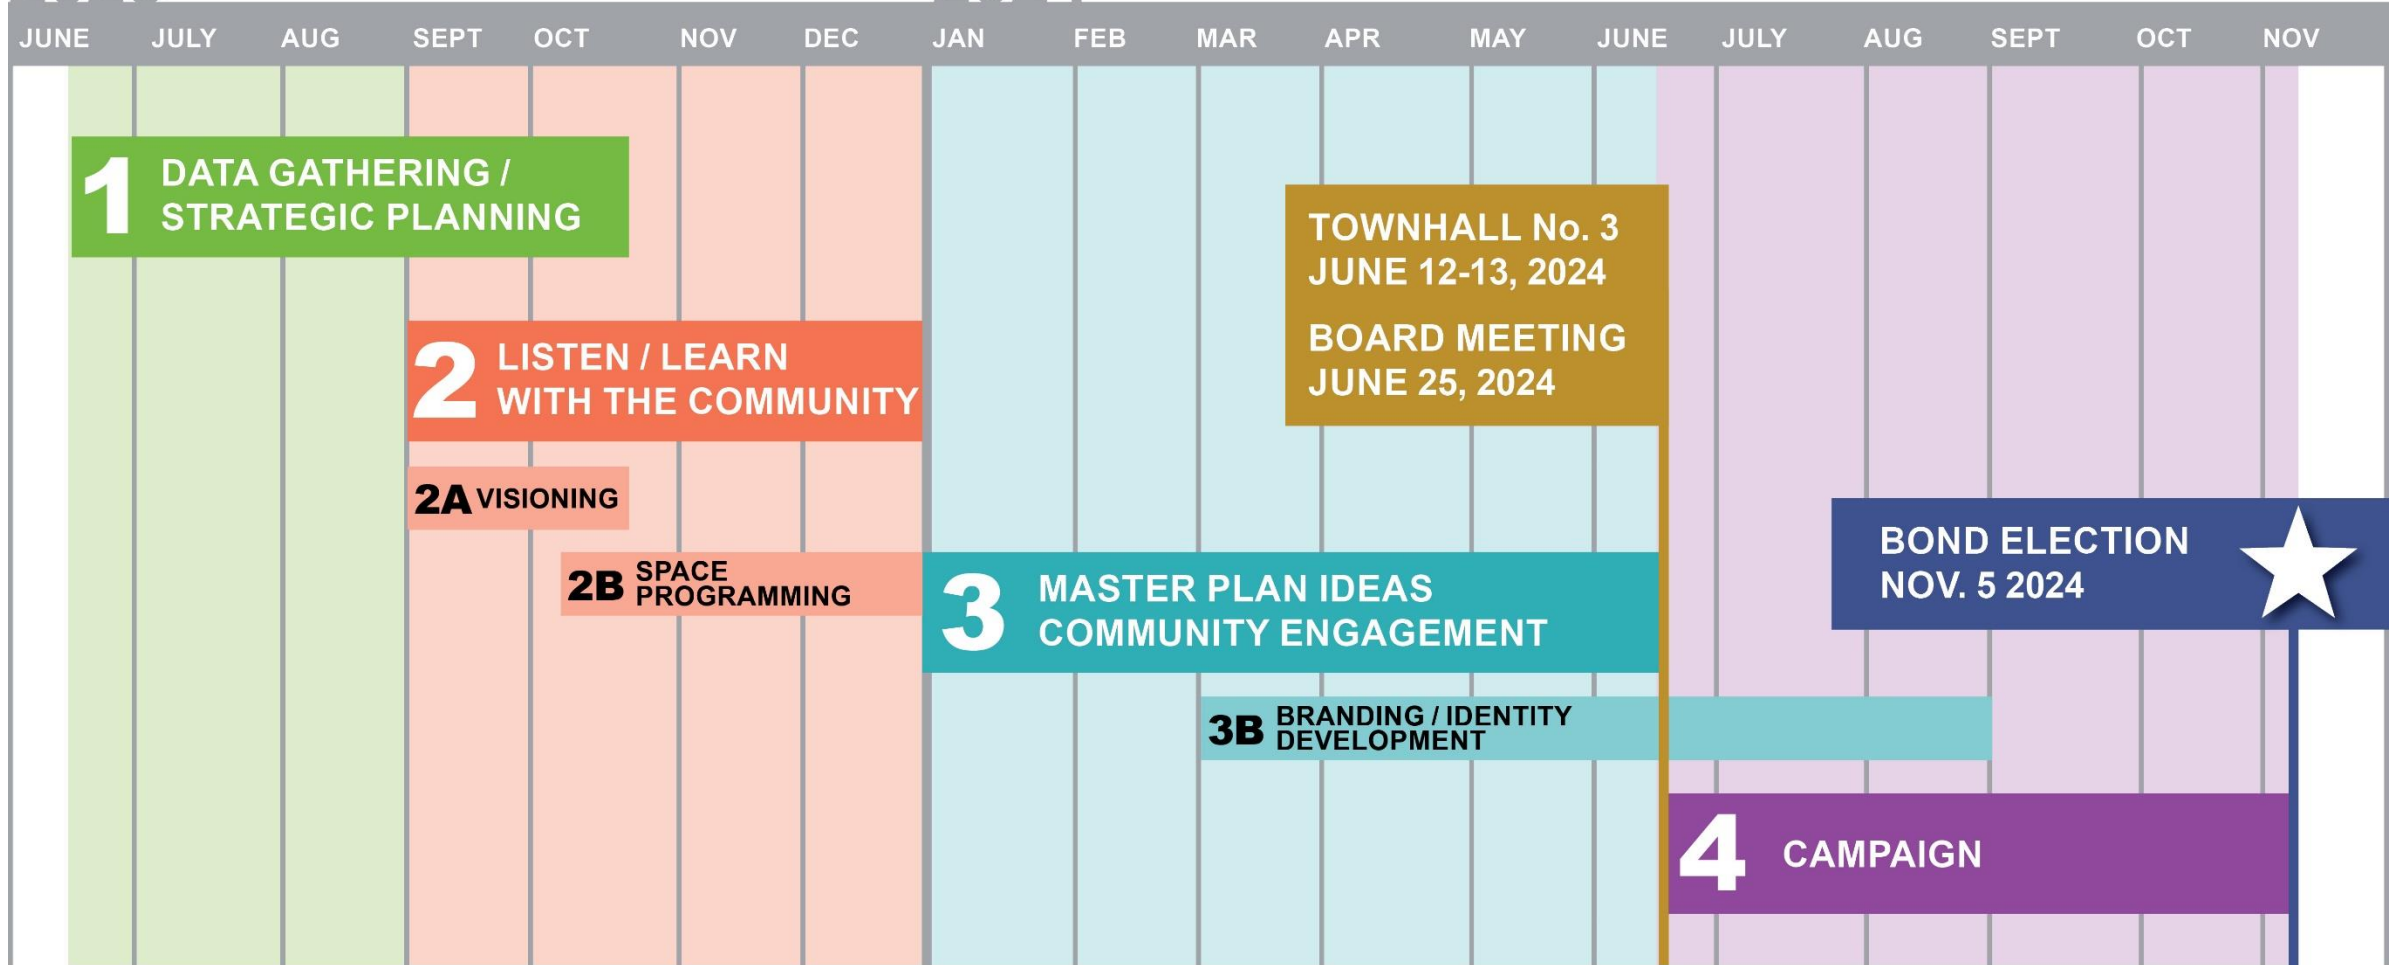 JUNE JULY AUG SEPT OCT NOV DEC JAN FEB MAR APR MAY JUNE JULY AUG SEPT OCT NOV
1 DATA GATHERING /
STRATEGIC PLANNING
TOWNHALL No. 3
JUNE 12-13, 2024
BOARD MEETING
JUNE 25, 2024
2 LISTEN / LEARN
WITH THE COMMUNITY
2A VISIONING
2B SPACE
PROGRAMMING
BOND ELECTION
NOV. 5 2024
3 MASTER PLAN IDEAS
COMMUNITY ENGAGEMENT
3B BRANDING / IDENTITY
DEVELOPMENT
4 CAMPAIGN